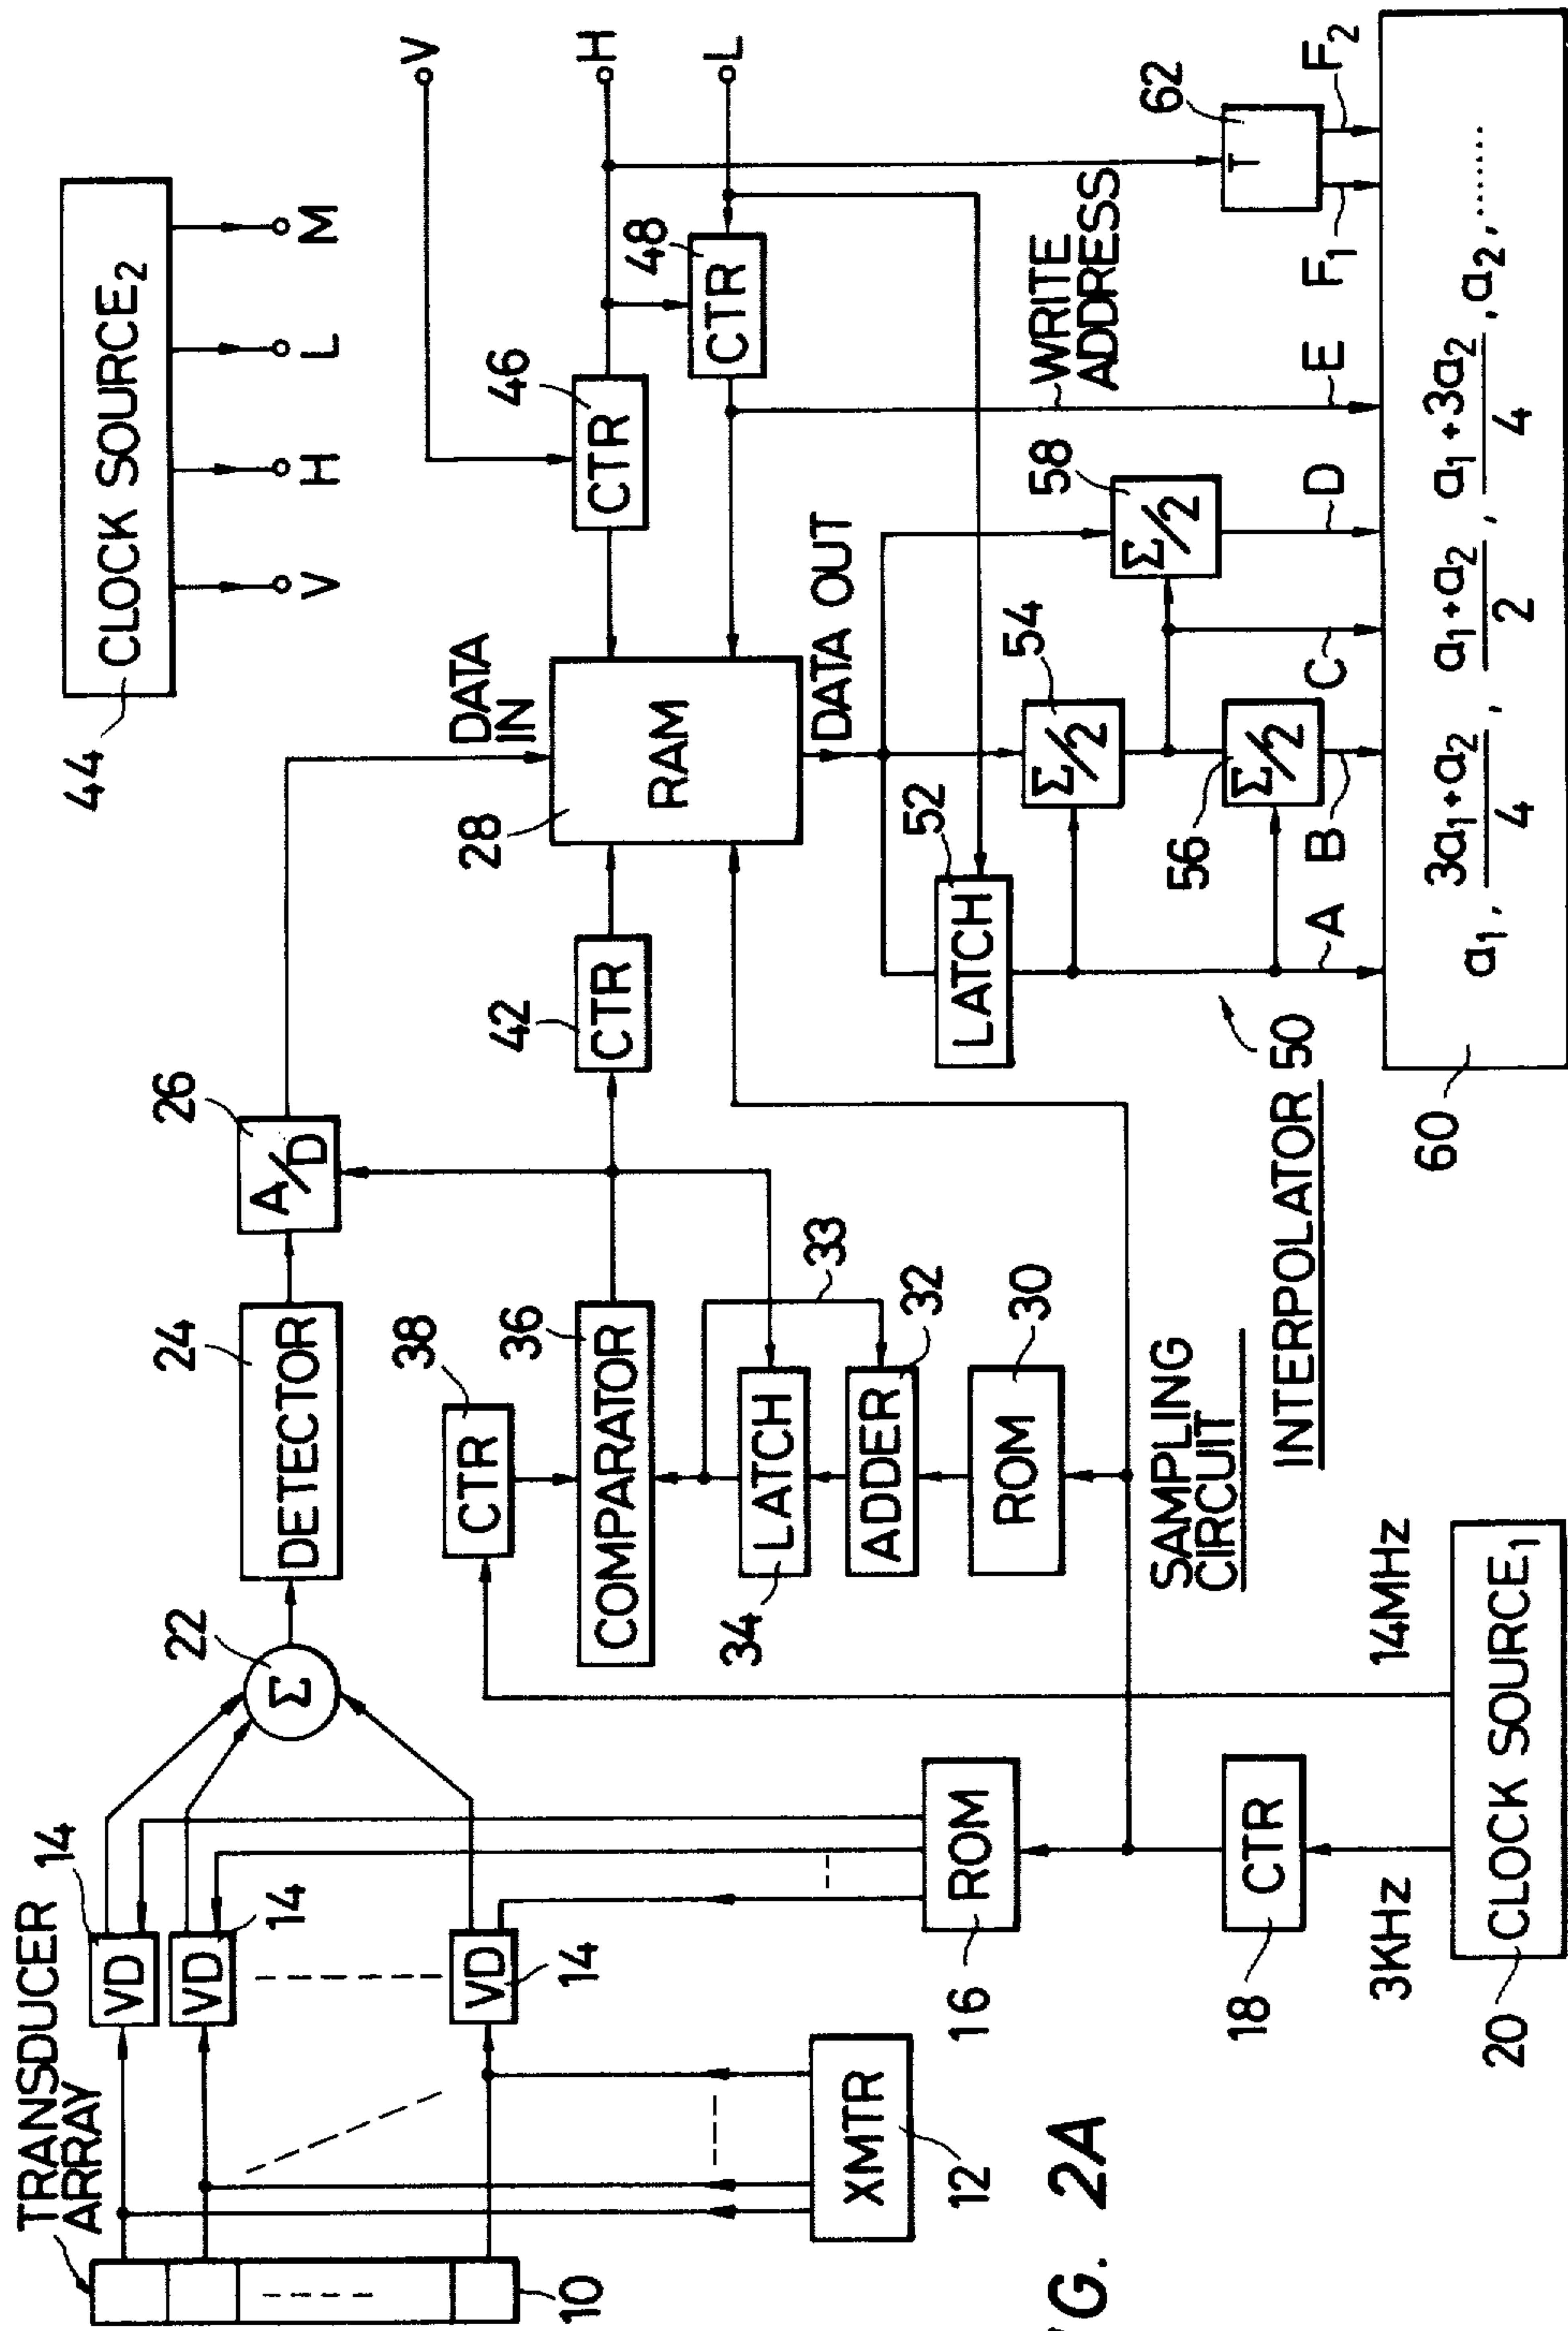 TRANSDUCER
ARRAY
10
14
VD
VD
14
VD
14
XMTR
12
22
Σ
24
DETECTOR
26
A/D
ROM
16
CTR
18
3KHz
14MHz
CLOCK SOURCE1
20
38
CTR
36
COMPARATOR
LATCH
34
33
ADDER
32
ROM
30
SAMPLING
CIRCUIT
42
CTR
DATA
IN
28
RAM
DATA OUT
44
CLOCK SOURCE2
V
H
L
M
V
H
L
46
CTR
48
CTR
WRITE
ADDRESS
52
LATCH
54
Σ/2
56
Σ/2
58
Σ/2
62
T
INTERPOLATOR 50
A
B
C
D
E
F1
F2
60
a1, 3a1+a2/4, a1+a2/2, a1+3a2/4, a2, ......
G. 2A